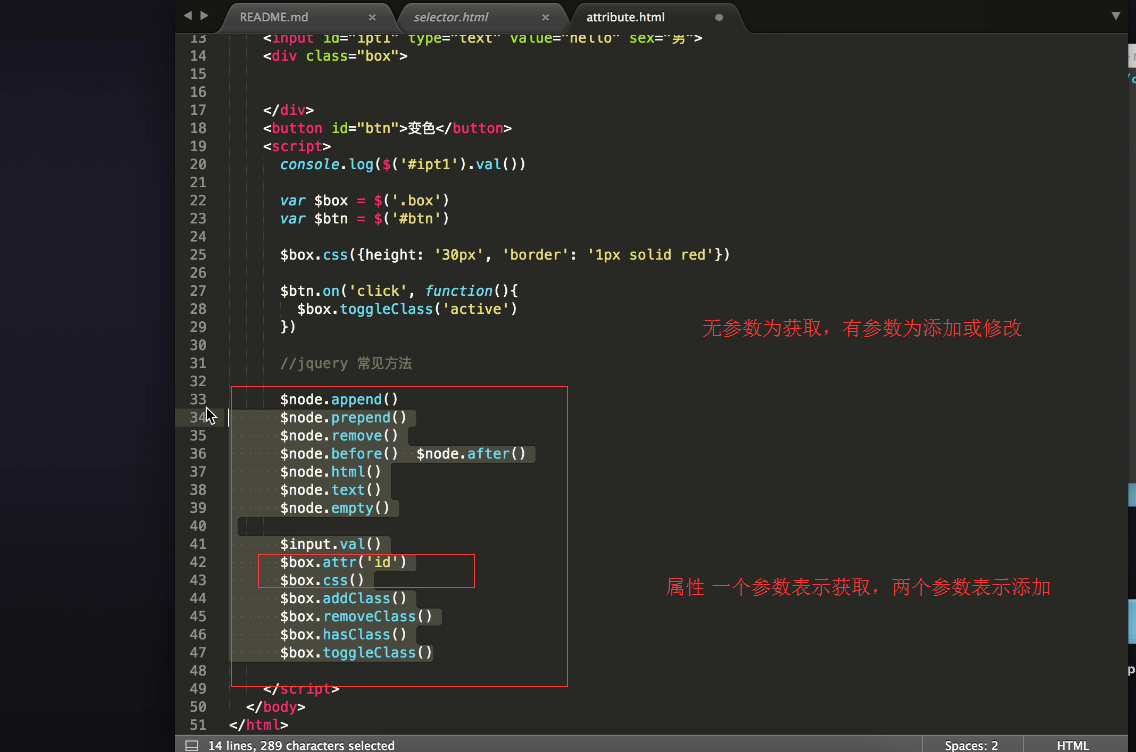 README.md × selector.html × attribute.html
13 <input id="ipt1" type="text" value="hello" sex="男">
14 <div class="box">
15
16
17 </div>
18 <button id="btn">变色</button>
19 <script>
20 console.log($('#ipt1').val())
21
22 var $box = $('.box')
23 var $btn = $('#btn')
24
25 $box.css({height: '30px', 'border': '1px solid red'})
26
27 $btn.on('click', function(){
28 $box.toggleClass('active')
29 })
无参数为获取，有参数为添加或修改
30
31 //jquery 常见方法
32
33 $node.append()
34 $node.prepend()
35 $node.remove()
36 $node.before() $node.after()
37 $node.html()
38 $node.text()
39 $node.empty()
40
41 $input.val()
42 $box.attr('id')
43 $box.css()
属性 一个参数表示获取，两个参数表示添加
44 $box.addClass()
45 $box.removeClass()
46 $box.hasClass()
47 $box.toggleClass()
48
49 </script>
50 </body>
51 </html>
14 lines, 289 characters selected Spaces: 2 HTML